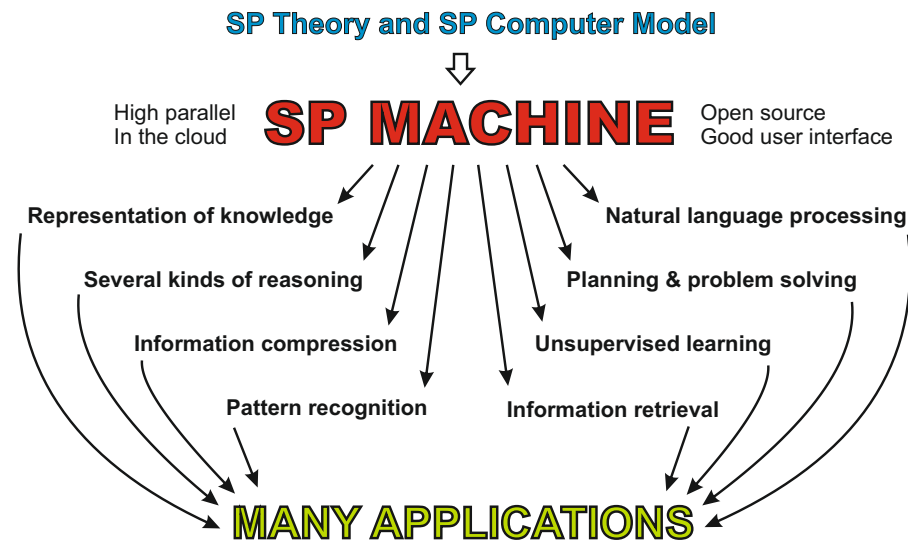 SP Theory and SP Computer Model
High parallel
In the cloud
SP MACHINE
Open source
Good user interface
Representation of knowledge
Natural language processing
Several kinds of reasoning
Planning & problem solving
Information compression
Unsupervised learning
Pattern recognition
Information retrieval
MANY APPLICATIONS